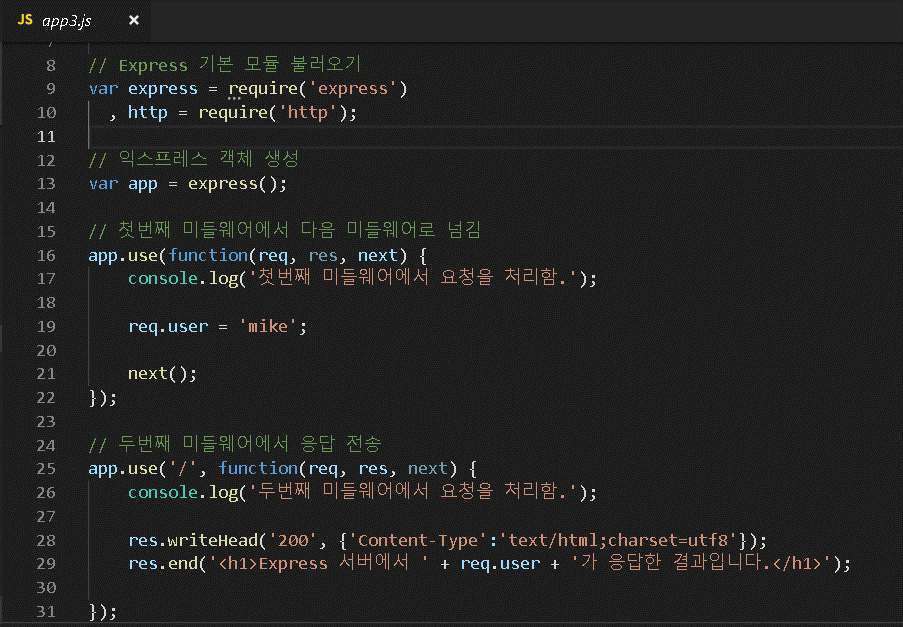 JS app3.js ×
7
8 // Express 기본 모듈 불러오기
9 var express = require('express')
10   , http = require('http');
11
12 // 익스프레스 객체 생성
13 var app = express();
14
15 // 첫번째 미들웨어에서 다음 미들웨어로 넘김
16 app.use(function(req, res, next) {
17     console.log('첫번째 미들웨어에서 요청을 처리함.');
18
19     req.user = 'mike';
20
21     next();
22 });
23
24 // 두번째 미들웨어에서 응답 전송
25 app.use('/', function(req, res, next) {
26     console.log('두번째 미들웨어에서 요청을 처리함.');
27
28     res.writeHead('200', {'Content-Type':'text/html;charset=utf8'});
29     res.end('<h1>Express 서버에서 ' + req.user + '가 응답한 결과입니다.</h1>');
30
31 });